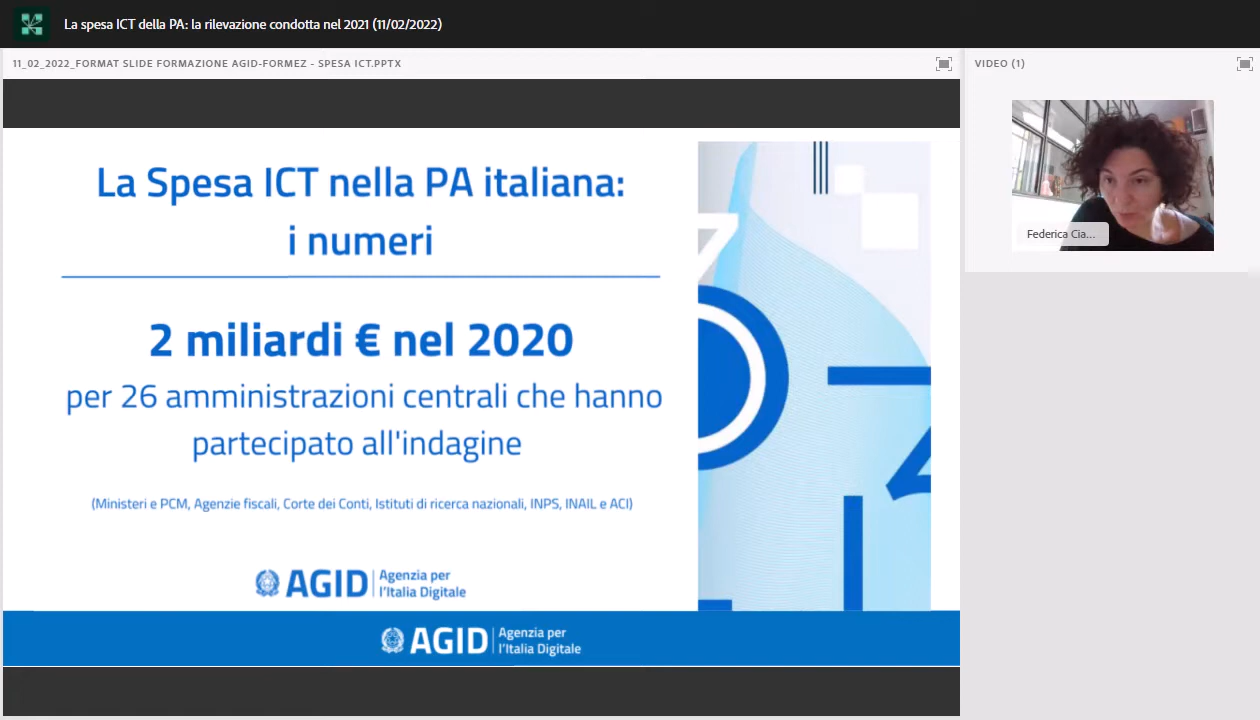 La spesa ICT della PA: la rilevazione condotta nel 2021 (11/02/2022)
11_02_2022_FORMAT SLIDE FORMAZIONE AGID-FORMEZ - SPESA ICT.PPTX
VIDEO (1)
La Spesa ICT nella PA italiana:
i numeri
2 miliardi € nel 2020
per 26 amministrazioni centrali che hanno
partecipato all'indagine
(Ministeri e PCM, Agenzie fiscali, Corte dei Conti, Istituti di ricerca nazionali, INPS, INAIL e ACI)
AGID Agenzia per
l'Italia Digitale
AGID Agenzia per
l'Italia Digitale
Federica Cia...